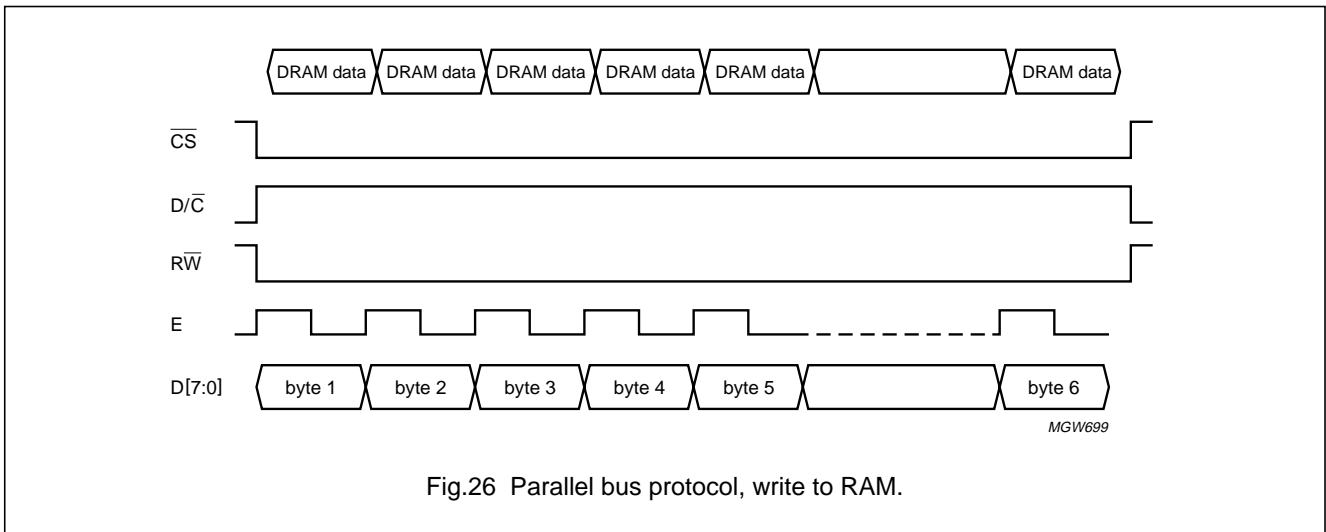 DRAM data DRAM data DRAM data DRAM data DRAM data DRAM data
C̅S̅
D/C̅
RW̅
E
D[7:0] byte 1 byte 2 byte 3 byte 4 byte 5 byte 6
MGW699
Fig.26 Parallel bus protocol, write to RAM.